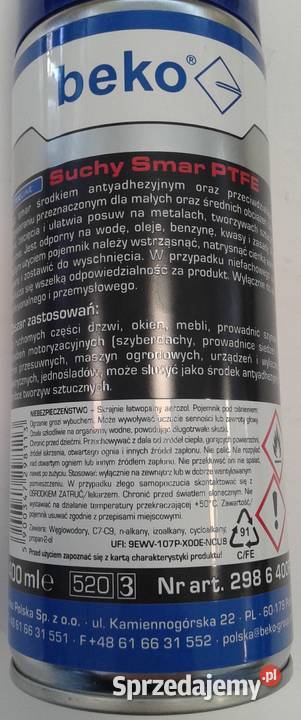 beko®
Suchy Smar PTFE
smar środkiem antyadhezyjnym oraz
przeznaczonym dla małych oraz średnich
i ułatwia posuw na metalach,
Jest odporny na wodę, oleje, benzynę, kwasy i zasady
użyciem pojemnik należy wstrząsnąć, natrysnąć cienką
i zostawić do wyschnięcia. W przypadku
się wszelką odpowiedzialność za produkt. Wyłącznie do
i przemysłowego.
zastosowań:
części drzwi, okien, mebli, prowadnic
motoryzacyjnych [szyberdachy, prowadnice
przesuwnych, maszyn ogrodowych, urządzeń i
jednośladów, może służyć jako środek
tworzyw sztucznych.
NIEBEZPIECZEŃSTWO – Skrajnie łatwopalny aerozol. Pojemnik pod ciśnieniem:
Ogrzanie grozi wybuchem. Może wywoływać uczucie senności lub zawroty głowy.
Działa szkodliwie na organizmy wodne, powodując długotrwałe skutki.
Chronić przed dziećmi. Przechowywać z dala od źródeł ciepła, gorących powierzchni,
źródeł iskrzenia, otwartego ognia i innych źródeł zapłonu. Nie palić. Nie rozpylać
nad otwartym ogniem lub innym źródłem zapłonu. Nie przekłuwać ani nie spalać,
nawet po zużyciu. Stosować wyłącznie na zewnątrz lub w dobrze wentylowanym
pomieszczeniu. W przypadku złego samopoczucia skontaktować się z
OŚRODKIEM ZATRUĆ/lekarzem. Chronić przed światłem słonecznym. Nie
wystawiać na działanie temperatury przekraczającej +50°C. Zawartość/
pojemnik usuwać zgodnie z przepisami miejscowymi.
Zawiera: Węglowodory, C7-C9, n-alkany, izoalkany, cykloalkany
propan-2-ol
UFI: 9EWV-107P-X00E-NCU8
Przed użyciem zapoznać się z kartą charakterystyki produktu!
91
C/FE
400 ml e 520 3 Nr art. 298 6 400
Polska Sp. z o.o. ul. Kamiennogórska 22 PL - 60-179
48 61 66 31 551 F +48 61 66 31 552 polska@beko-
Sprzedajemy.pl